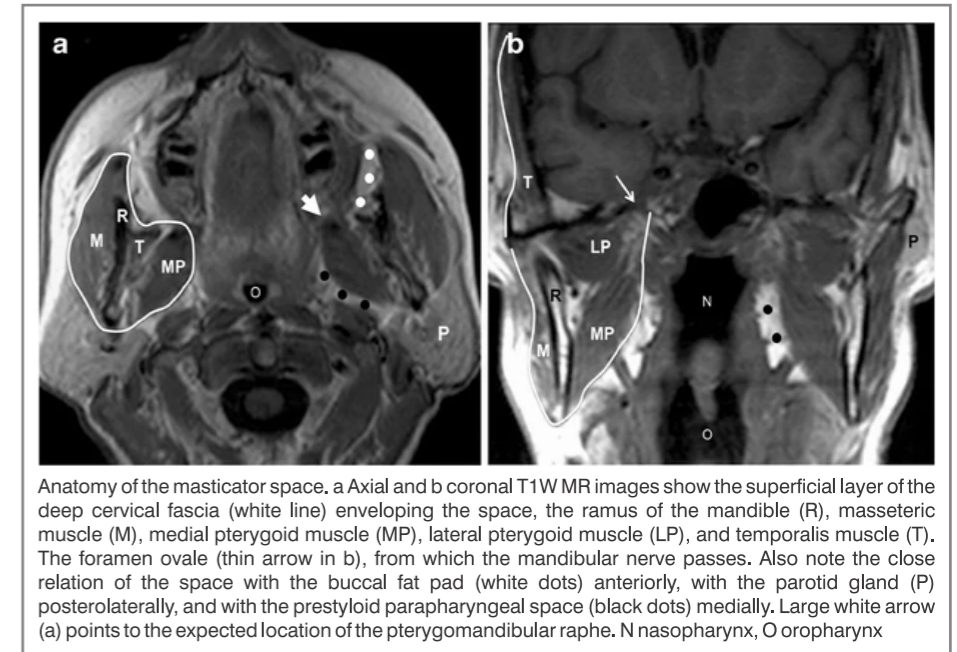 a
b
T
R
M
T
MP
O
P
LP
P
R
N
MP
M
O
Anatomy of the masticator space. a Axial and b coronal T1W MR images show the superficial layer of the
deep cervical fascia (white line) enveloping the space, the ramus of the mandible (R), masseteric
muscle (M), medial pterygoid muscle (MP), lateral pterygoid muscle (LP), and temporalis muscle (T).
The foramen ovale (thin arrow in b), from which the mandibular nerve passes. Also note the close
relation of the space with the buccal fat pad (white dots) anteriorly, with the parotid gland (P)
posterolaterally, and with the prestyloid parapharyngeal space (black dots) medially. Large white arrow
(a) points to the expected location of the pterygomandibular raphe. N nasopharynx, O oropharynx